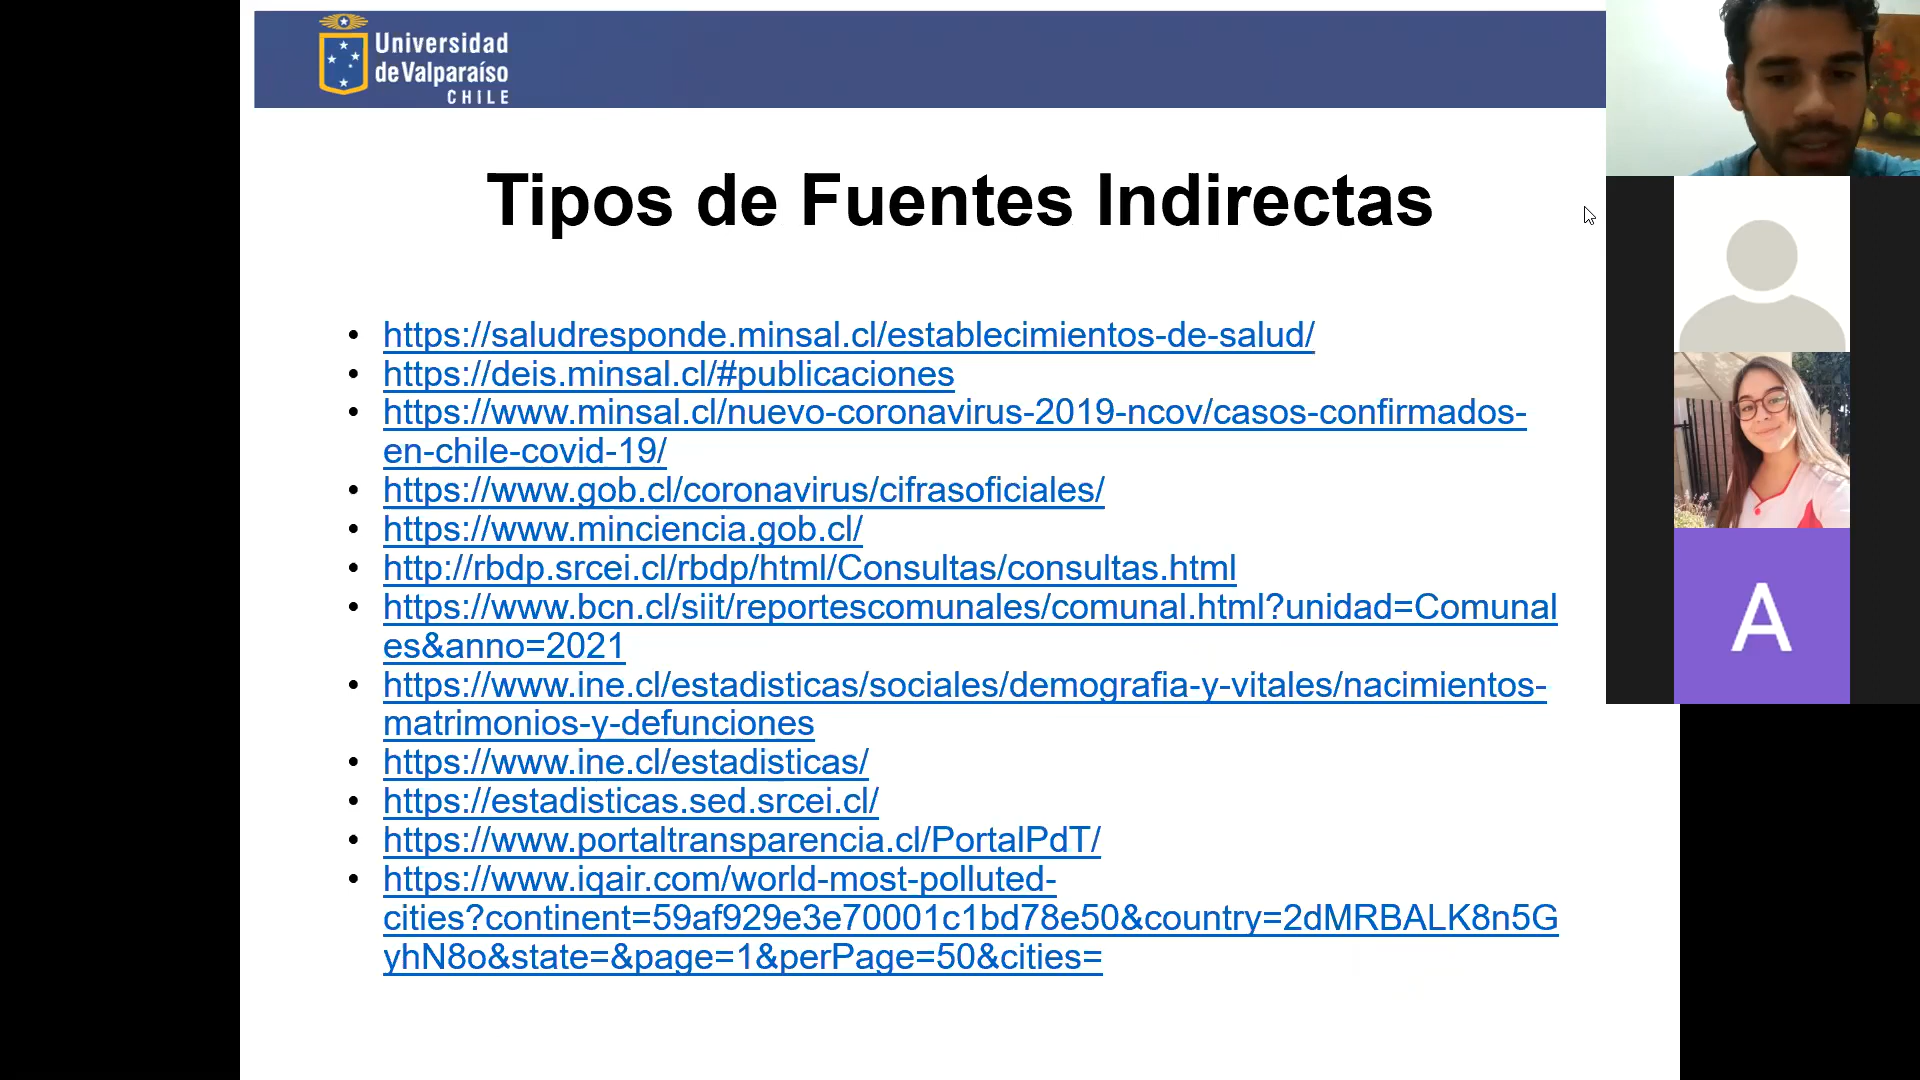 Universidad
de Valparaíso
CHILE
Tipos de Fuentes Indirectas
• https://saludresponde.minsal.cl/establecimientos-de-salud/
• https://deis.minsal.cl/#publicaciones
• https://www.minsal.cl/nuevo-coronavirus-2019-ncov/casos-confirmados-
en-chile-covid-19/
• https://www.gob.cl/coronavirus/cifrasoficiales/
• https://www.minciencia.gob.cl/
• http://rbdp.srcei.cl/rbdp/html/Consultas/consultas.html
• https://www.bcn.cl/siit/reportescomunales/comunal.html?unidad=Comunal
es&anno=2021
• https://www.ine.cl/estadisticas/sociales/demografia-y-vitales/nacimientos-
matrimonios-y-defunciones
• https://www.ine.cl/estadisticas/
• https://estadisticas.sed.srcei.cl/
• https://www.portaltransparencia.cl/PortalPdT/
• https://www.iqair.com/world-most-polluted-
cities?continent=59af929e3e70001c1bd78e50&country=2dMRBALK8n5G
yhN8o&state=&page=1&perPage=50&cities=
A